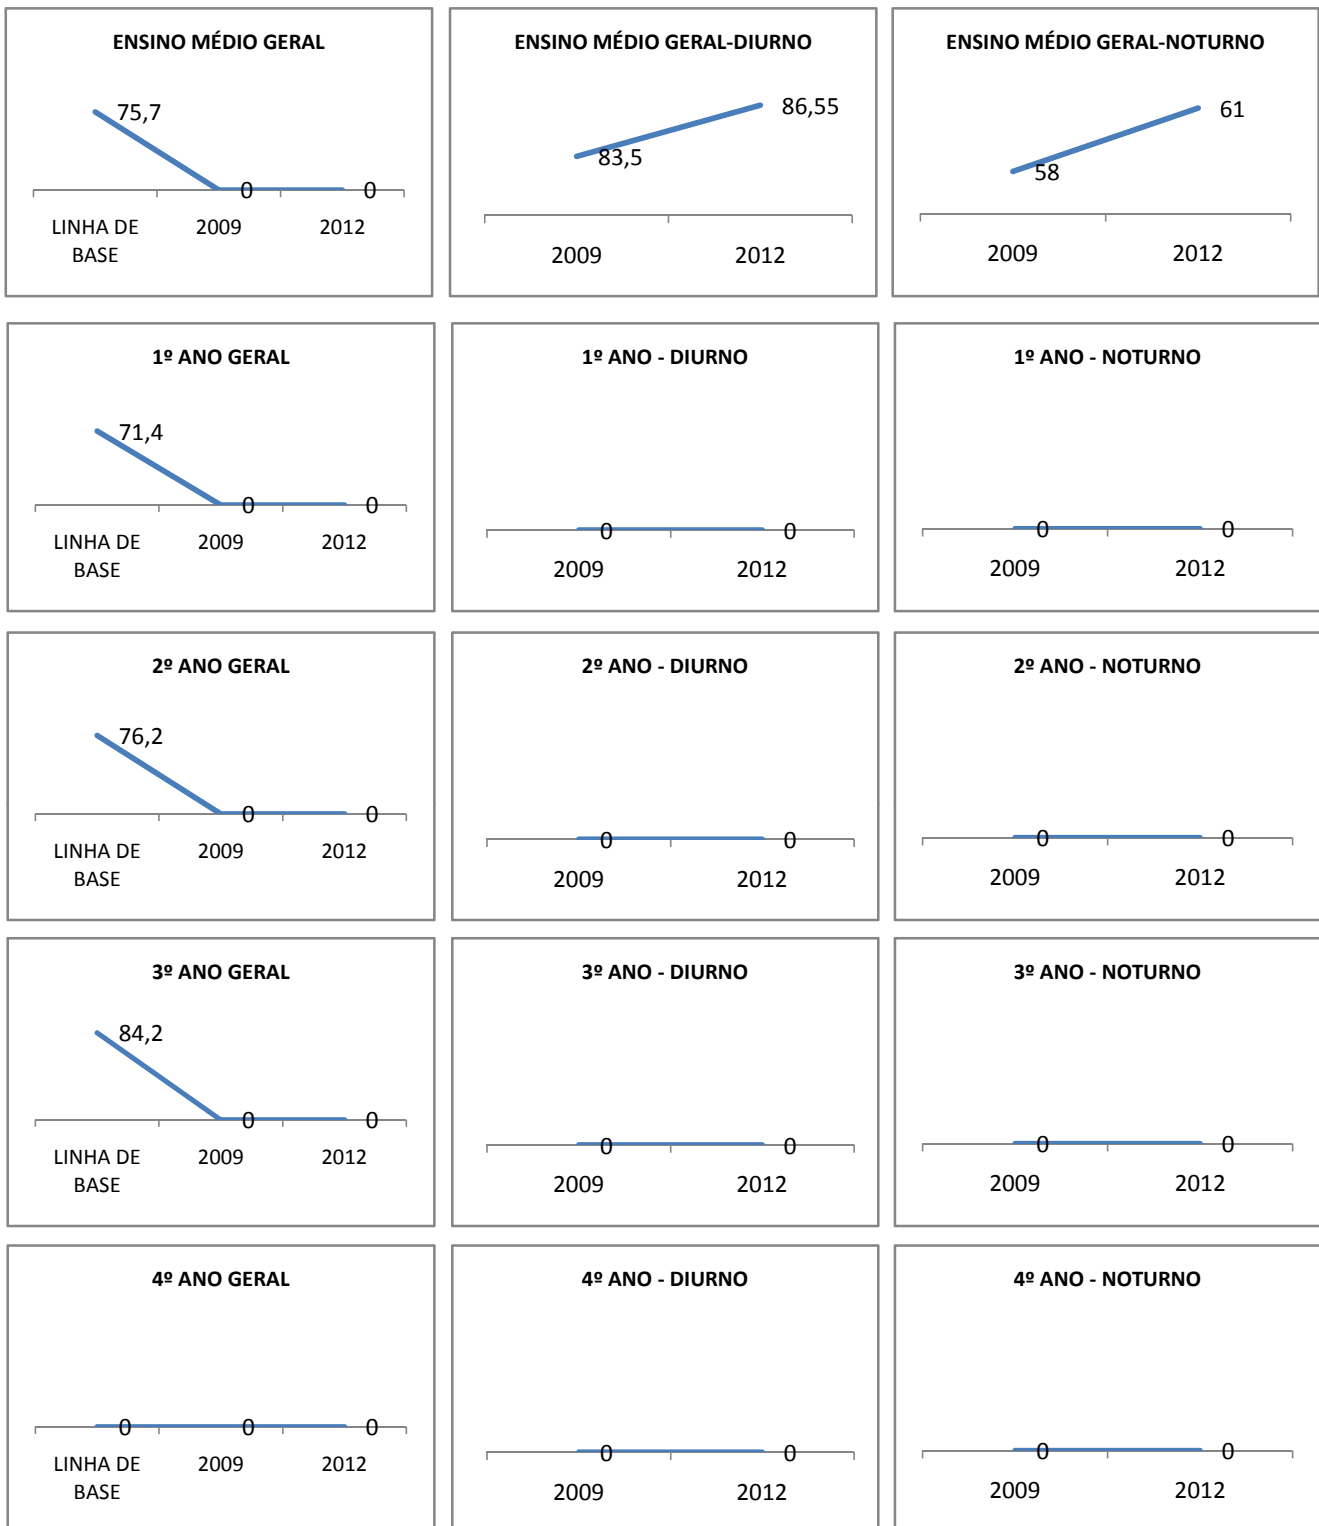 ENSINO MÉDIO GERAL
75,7
0
0
LINHA DE
BASE
2009
2012
ENSINO MÉDIO GERAL-DIURNO
86,55
83,5
2009
2012
ENSINO MÉDIO GERAL-NOTURNO
61
58
2009
2012
1º ANO GERAL
71,4
0
0
LINHA DE
BASE
2009
2012
1º ANO - DIURNO
0
0
2009
2012
1º ANO - NOTURNO
0
0
2009
2012
2º ANO GERAL
76,2
0
0
LINHA DE
BASE
2009
2012
2º ANO - DIURNO
0
0
2009
2012
2º ANO - NOTURNO
0
0
2009
2012
3º ANO GERAL
84,2
0
0
LINHA DE
BASE
2009
2012
3º ANO - DIURNO
0
0
2009
2012
3º ANO - NOTURNO
0
0
2009
2012
4º ANO GERAL
0
0
0
LINHA DE
BASE
2009
2012
4º ANO - DIURNO
0
0
2009
2012
4º ANO - NOTURNO
0
0
2009
2012